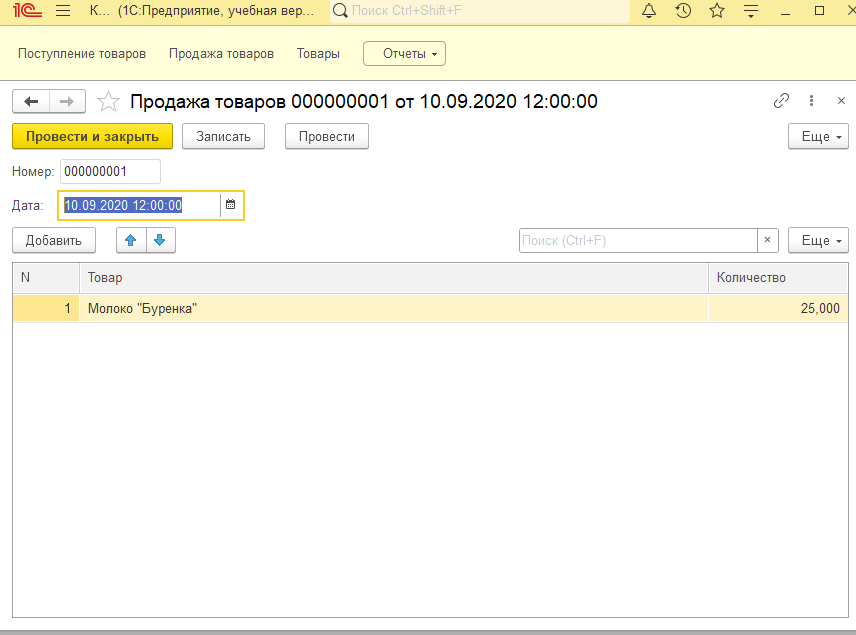 1С К... (1С:Предприятие, учебная вер... Поиск Ctrl+Shift+F
Поступление товаров Продажа товаров Товары Отчеты
Продажа товаров 000000001 от 10.09.2020 12:00:00
Провести и закрыть Записать Провести Еще
Номер: 000000001
Дата: 10.09.2020 12:00:00
Добавить Поиск (Ctrl+F) × Еще
N Товар Количество
1 Молоко "Буренка" 25,000